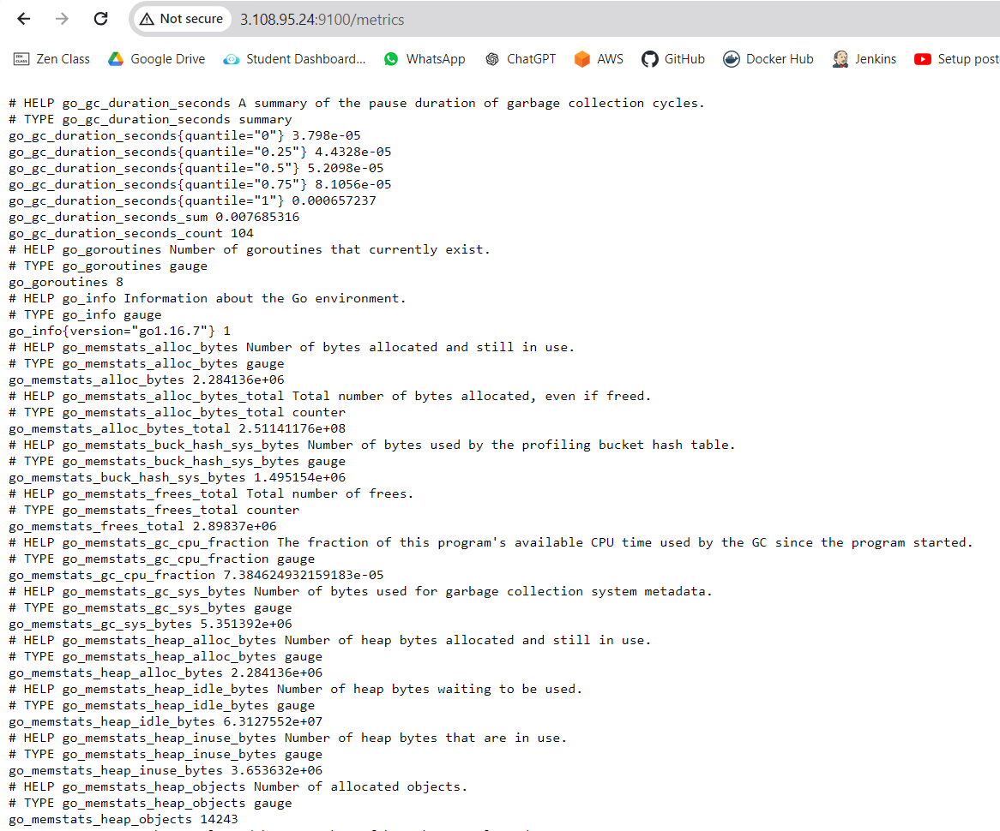 Not secure 3.108.95.24:9100/metrics
ZEN CLASS Zen Class Google Drive Student Dashboard... WhatsApp ChatGPT AWS GitHub Docker Hub Jenkins Setup post
# HELP go_gc_duration_seconds A summary of the pause duration of garbage collection cycles.
# TYPE go_gc_duration_seconds summary
go_gc_duration_seconds{quantile="0"} 3.798e-05
go_gc_duration_seconds{quantile="0.25"} 4.4328e-05
go_gc_duration_seconds{quantile="0.5"} 5.2098e-05
go_gc_duration_seconds{quantile="0.75"} 8.1056e-05
go_gc_duration_seconds{quantile="1"} 0.000657237
go_gc_duration_seconds_sum 0.007685316
go_gc_duration_seconds_count 104
# HELP go_goroutines Number of goroutines that currently exist.
# TYPE go_goroutines gauge
go_goroutines 8
# HELP go_info Information about the Go environment.
# TYPE go_info gauge
go_info{version="go1.16.7"} 1
# HELP go_memstats_alloc_bytes Number of bytes allocated and still in use.
# TYPE go_memstats_alloc_bytes gauge
go_memstats_alloc_bytes 2.284136e+06
# HELP go_memstats_alloc_bytes_total Total number of bytes allocated, even if freed.
# TYPE go_memstats_alloc_bytes_total counter
go_memstats_alloc_bytes_total 2.51141176e+08
# HELP go_memstats_buck_hash_sys_bytes Number of bytes used by the profiling bucket hash table.
# TYPE go_memstats_buck_hash_sys_bytes gauge
go_memstats_buck_hash_sys_bytes 1.495154e+06
# HELP go_memstats_frees_total Total number of frees.
# TYPE go_memstats_frees_total counter
go_memstats_frees_total 2.89837e+06
# HELP go_memstats_gc_cpu_fraction The fraction of this program's available CPU time used by the GC since the program started.
# TYPE go_memstats_gc_cpu_fraction gauge
go_memstats_gc_cpu_fraction 7.384624932159183e-05
# HELP go_memstats_gc_sys_bytes Number of bytes used for garbage collection system metadata.
# TYPE go_memstats_gc_sys_bytes gauge
go_memstats_gc_sys_bytes 5.351392e+06
# HELP go_memstats_heap_alloc_bytes Number of heap bytes allocated and still in use.
# TYPE go_memstats_heap_alloc_bytes gauge
go_memstats_heap_alloc_bytes 2.284136e+06
# HELP go_memstats_heap_idle_bytes Number of heap bytes waiting to be used.
# TYPE go_memstats_heap_idle_bytes gauge
go_memstats_heap_idle_bytes 6.3127552e+07
# HELP go_memstats_heap_inuse_bytes Number of heap bytes that are in use.
# TYPE go_memstats_heap_inuse_bytes gauge
go_memstats_heap_inuse_bytes 3.653632e+06
# HELP go_memstats_heap_objects Number of allocated objects.
# TYPE go_memstats_heap_objects gauge
go_memstats_heap_objects 14243